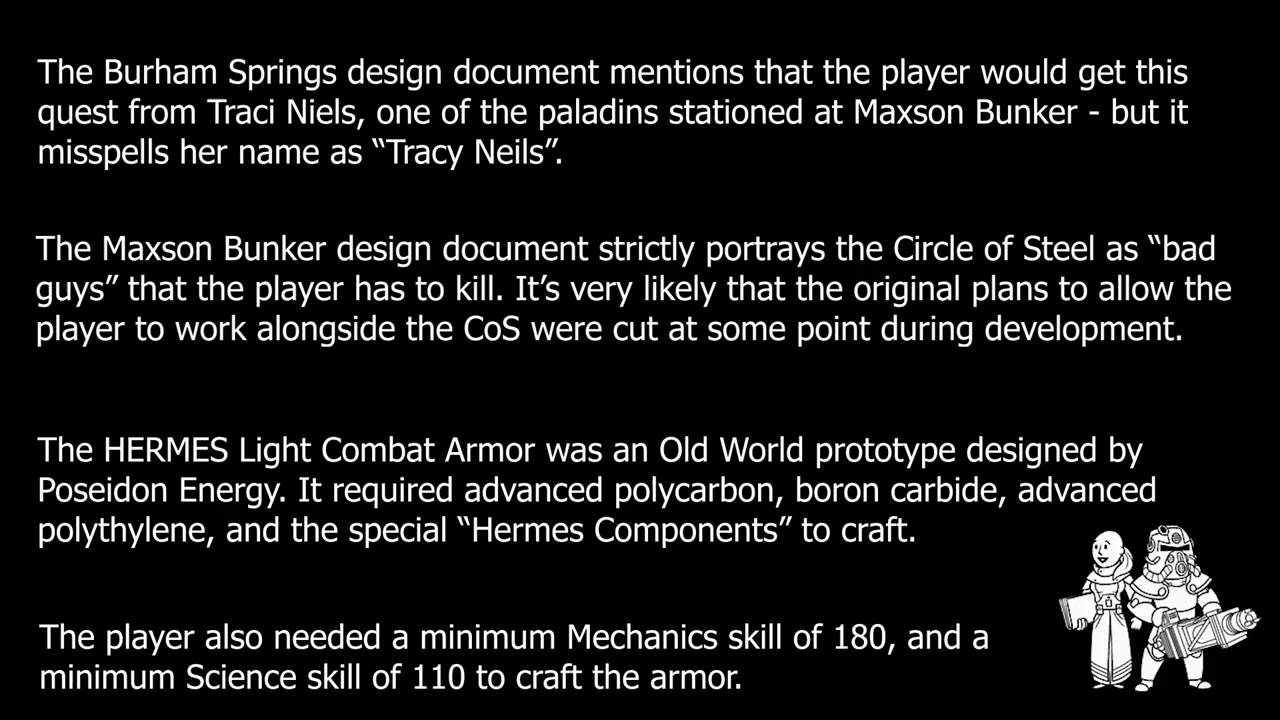 The Burham Springs design document mentions that the player would get this
quest from Traci Niels, one of the paladins stationed at Maxson Bunker - but it
misspells her name as “Tracy Neils”.
The Maxson Bunker design document strictly portrays the Circle of Steel as “bad
guys” that the player has to kill. It’s very likely that the original plans to allow the
player to work alongside the CoS were cut at some point during development.
The HERMES Light Combat Armor was an Old World prototype designed by
Poseidon Energy. It required advanced polycarbon, boron carbide, advanced
polythylene, and the special “Hermes Components” to craft.
The player also needed a minimum Mechanics skill of 180, and a
minimum Science skill of 110 to craft the armor.